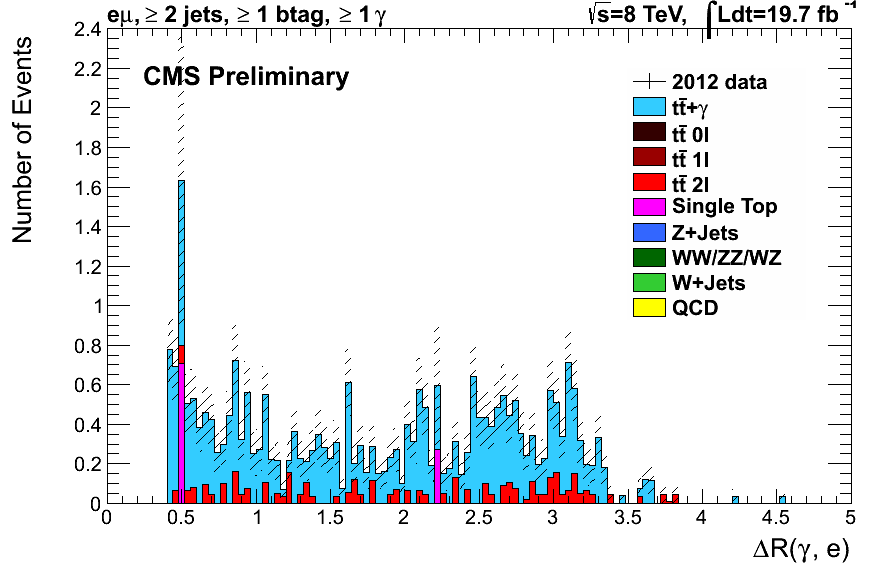 eμ, ≥ 2 jets, ≥ 1 btag, ≥ 1 γ √s=8 TeV, ∫Ldt=19.7 fb⁻¹
CMS Preliminary
Number of Events
2.4
2.2
2
1.8
1.6
1.4
1.2
1
0.8
0.6
0.4
0.2
0
2012 data
tt̄+γ
tt̄ 0l
tt̄ 1l
tt̄ 2l
Single Top
Z+Jets
WW/ZZ/WZ
W+Jets
QCD
0 0.5 1 1.5 2 2.5 3 3.5 4 4.5 5
ΔR(γ, e)